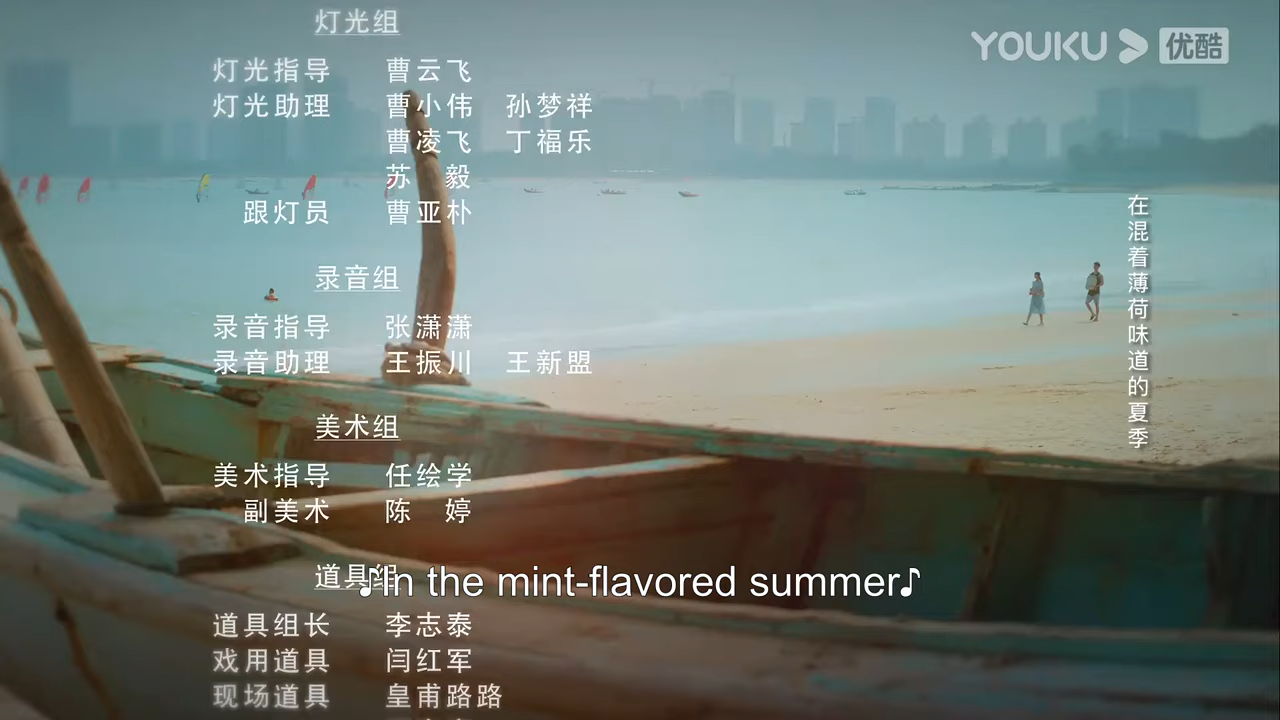 灯光组
YOUKU 优酷
灯光指导 曹云飞
灯光助理 曹小伟 孙梦祥
曹凌飞 丁福乐
苏 毅
跟灯员 曹亚朴
在混着薄荷味道的夏季
录音组
录音指导 张潇潇
录音助理 王振川 王新盟
美术组
美术指导 任绘学
副美术 陈 婷
道具组
♪In the mint-flavored summer♪
道具组长 李志泰
戏用道具 闫红军
现场道具 皇甫路路